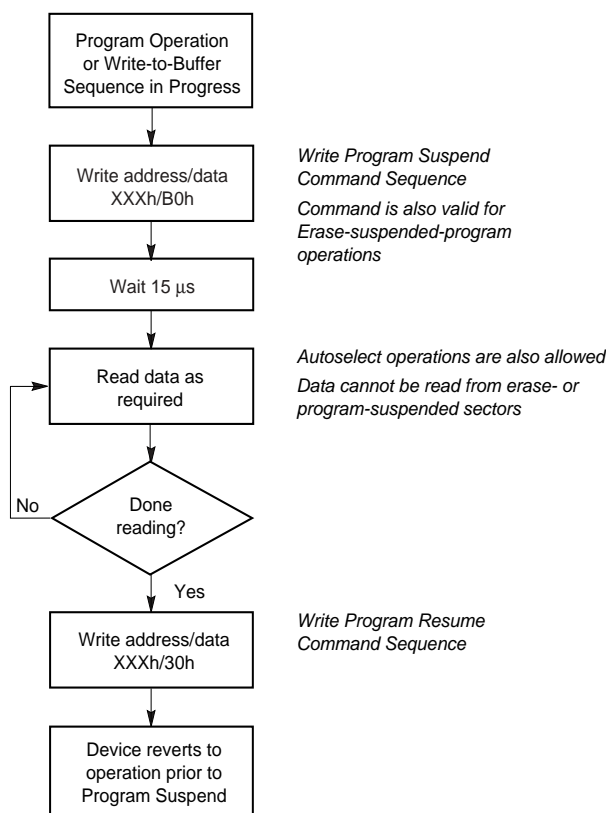 Program Operation
or Write-to-Buffer
Sequence in Progress
Write address/data
XXXh/B0h
Write Program Suspend
Command Sequence
Command is also valid for
Erase-suspended-program
operations
Wait 15 μs
Read data as
required
Autoselect operations are also allowed
Data cannot be read from erase- or
program-suspended sectors
No
Done
reading?
Yes
Write address/data
XXXh/30h
Write Program Resume
Command Sequence
Device reverts to
operation prior to
Program Suspend